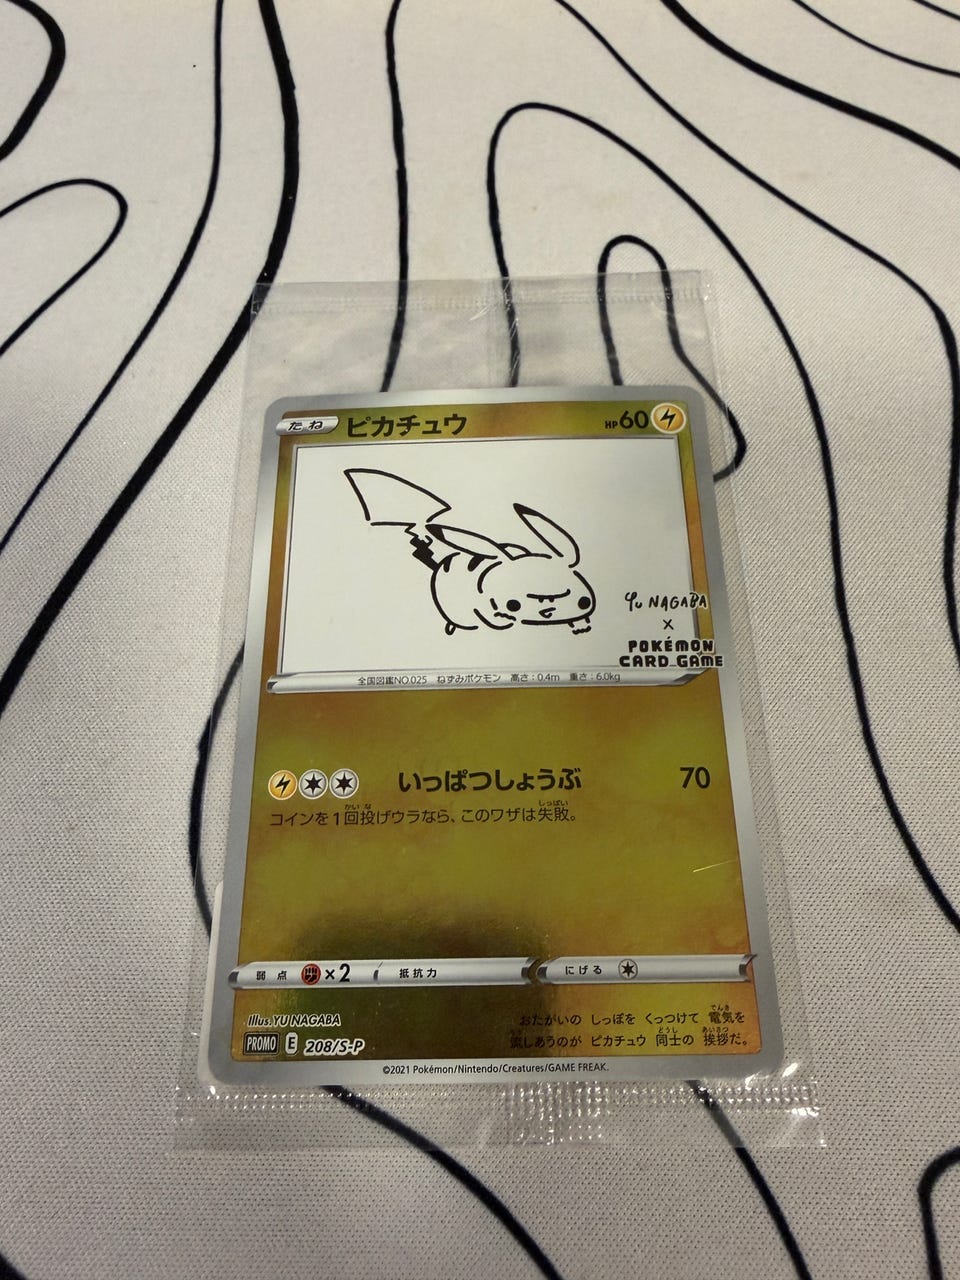 たね ピカチュウ HP60
YU NAGABA
×
POKÉMON
CARD GAME
全国図鑑NO.025 ねずみポケモン 高さ:0.4m 重さ:6.0kg
いっぱつしょうぶ 70
コインを1回投げウラなら、このワザは失敗。
弱点 ×2 抵抗力 にげる
Illus. YU NAGABA
PROMO E 208/S-P
おたがいの しっぽを くっつけて 電気を
流しあうのが ピカチュウ 同士の 挨拶だ。
©2021 Pokémon/Nintendo/Creatures/GAME FREAK.